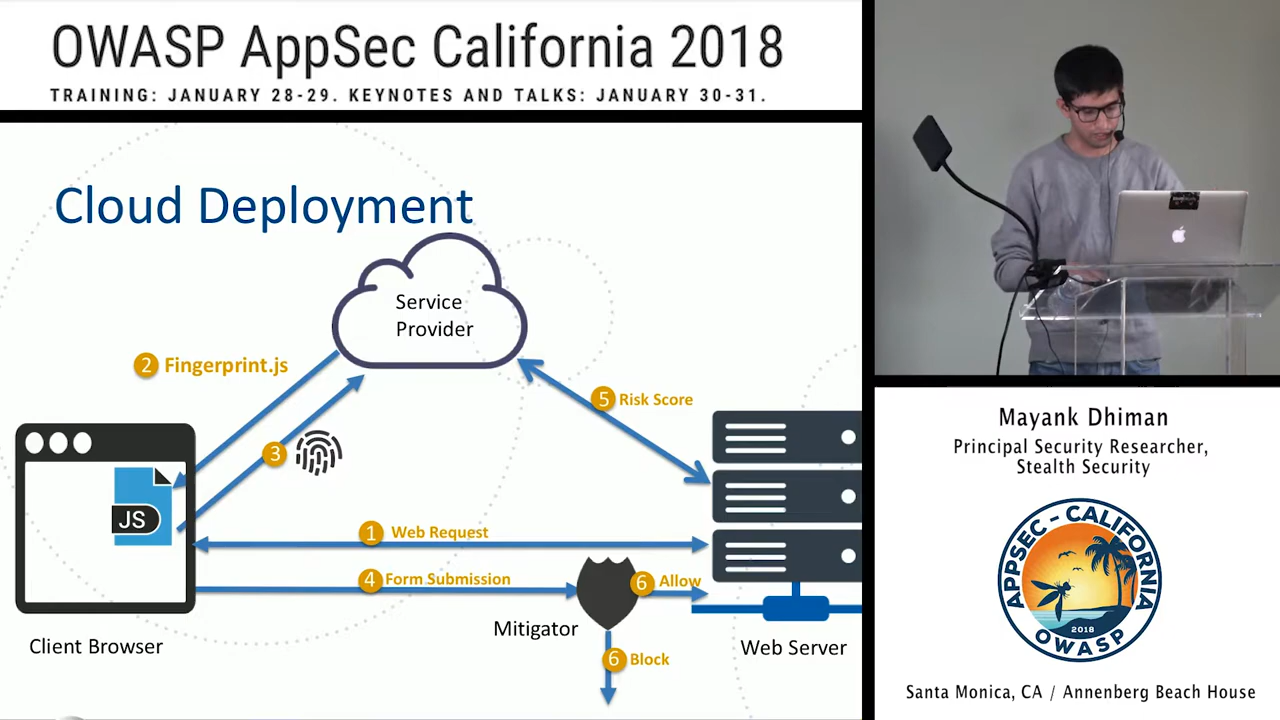 OWASP AppSec California 2018
TRAINING: JANUARY 28-29. KEYNOTES AND TALKS: JANUARY 30-31.
Cloud Deployment
Service
Provider
2 Fingerprint.js
3
5 Risk Score
JS
1 Web Request
4 Form Submission
6 Allow
Mitigator
6 Block
Client Browser
Web Server
Mayank Dhiman
Principal Security Researcher,
Stealth Security
APPSEC - CALIFORNIA
2018
OWASP
Santa Monica, CA / Annenberg Beach House